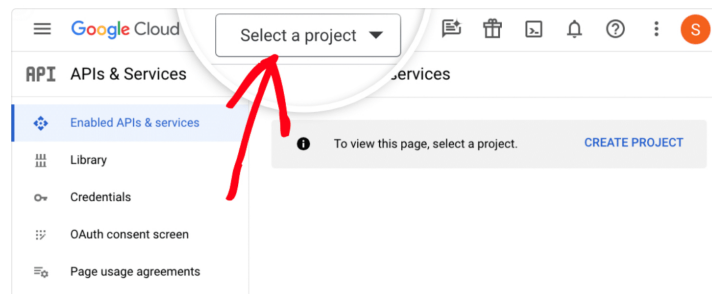 Google Cloud
Select a project
S
API APIs & Services
Enabled APIs & services
To view this page, select a project.
CREATE PROJECT
Library
Credentials
OAuth consent screen
Page usage agreements